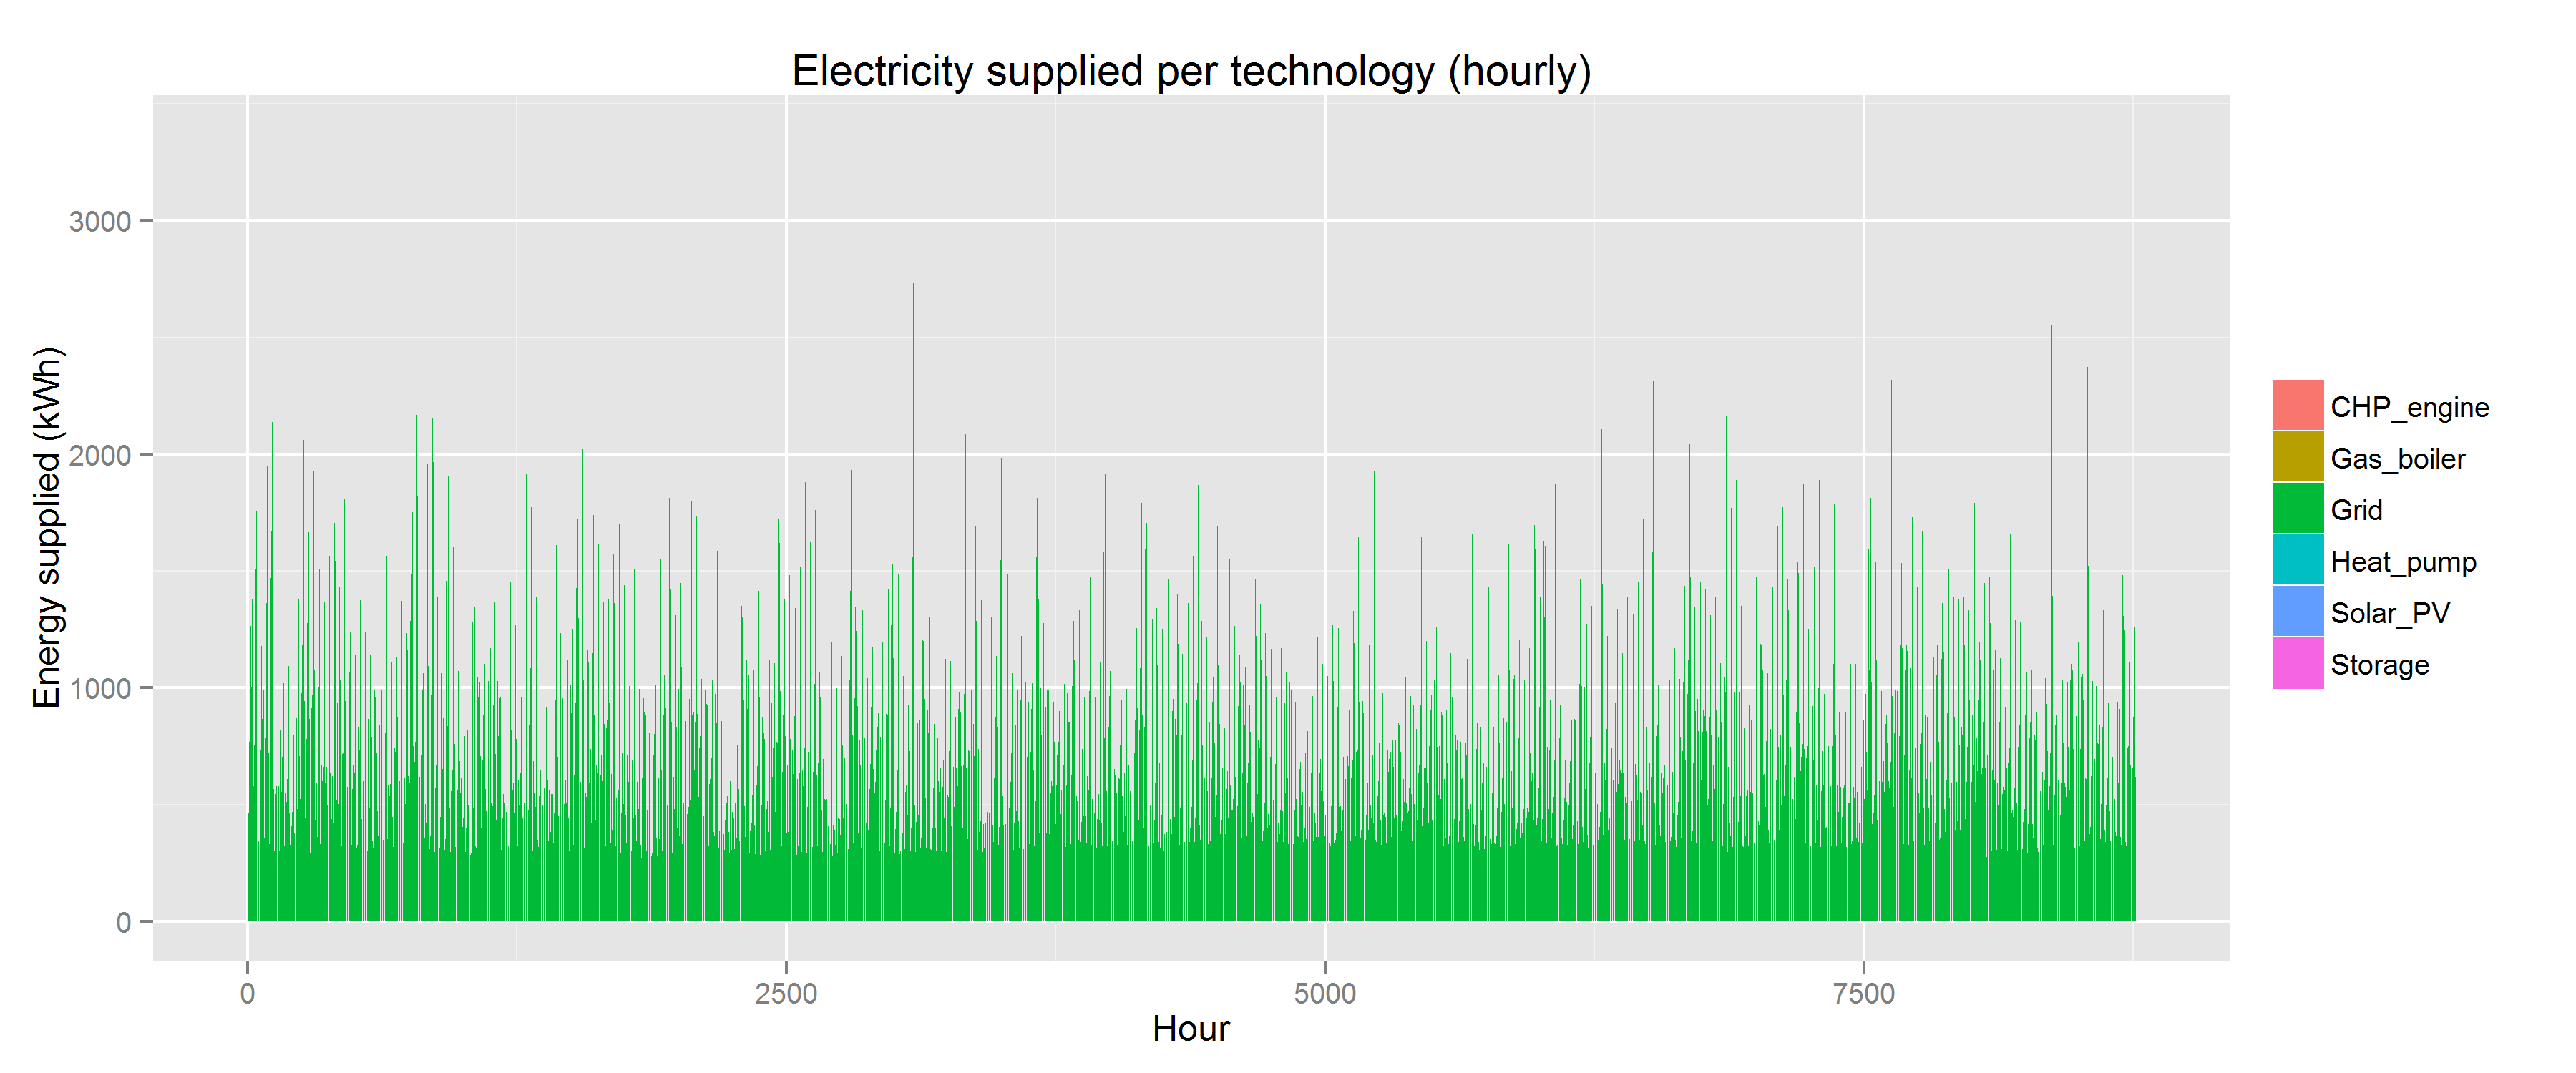 Electricity supplied per technology (hourly)
Energy supplied (kWh)
3000
2000
1000
0
0 2500 5000 7500
Hour
CHP_engine
Gas_boiler
Grid
Heat_pump
Solar_PV
Storage